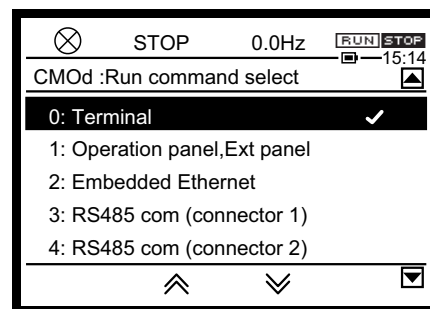 STOP 0.0Hz RUN STOP
15:14
CMOd :Run command select
0: Terminal
1: Operation panel,Ext panel
2: Embedded Ethernet
3: RS485 com (connector 1)
4: RS485 com (connector 2)